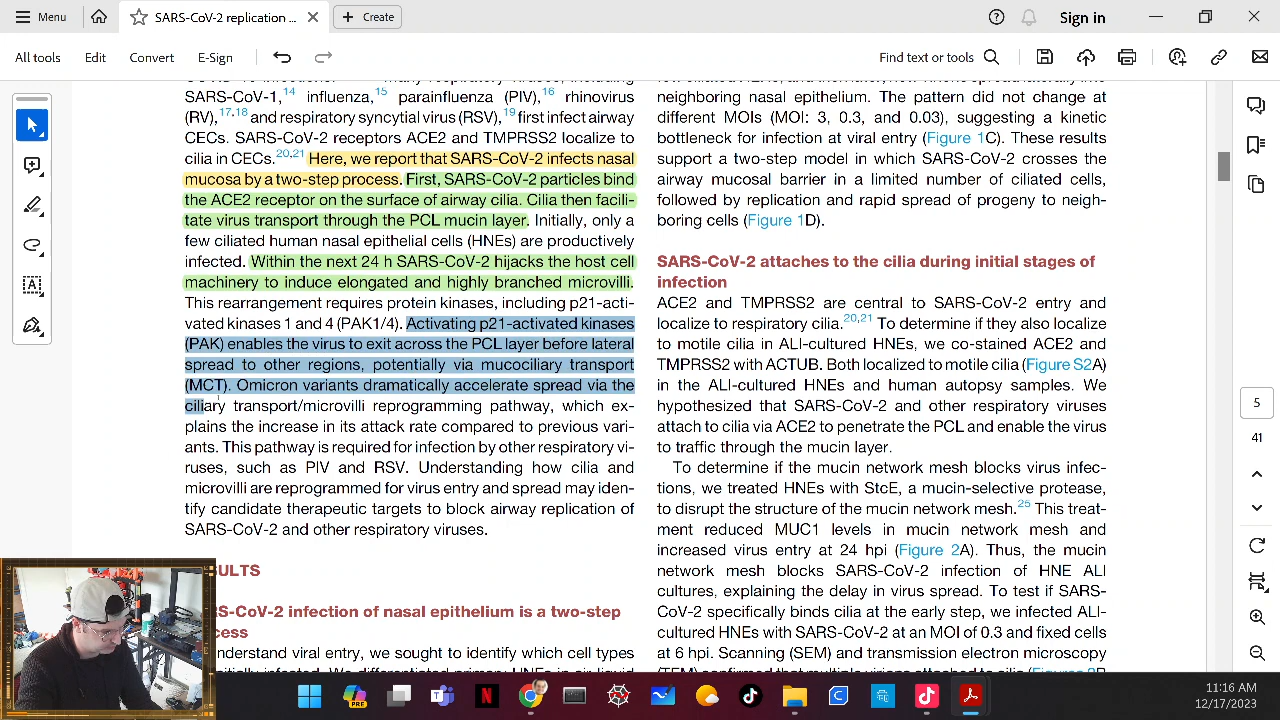 Menu
SARS-CoV-2 replication ...
Create
Sign in
All tools
Edit
Convert
E-Sign
Find text or tools
SARS-CoV-1,14 influenza,15 parainfluenza (PIV),16 rhinovirus
(RV),17,18 and respiratory syncytial virus (RSV),19 first infect airway
CECs. SARS-CoV-2 receptors ACE2 and TMPRSS2 localize to
cilia in CECs.20,21 Here, we report that SARS-CoV-2 infects nasal
mucosa by a two-step process. First, SARS-CoV-2 particles bind
the ACE2 receptor on the surface of airway cilia. Cilia then facili-
tate virus transport through the PCL mucin layer. Initially, only a
few ciliated human nasal epithelial cells (HNEs) are productively
infected. Within the next 24 h SARS-CoV-2 hijacks the host cell
machinery to induce elongated and highly branched microvilli.
This rearrangement requires protein kinases, including p21-acti-
vated kinases 1 and 4 (PAK1/4). Activating p21-activated kinases
(PAK) enables the virus to exit across the PCL layer before lateral
spread to other regions, potentially via mucociliary transport
(MCT). Omicron variants dramatically accelerate spread via the
ciliary transport/microvilli reprogramming pathway, which ex-
plains the increase in its attack rate compared to previous vari-
ants. This pathway is required for infection by other respiratory vi-
ruses, such as PIV and RSV. Understanding how cilia and
microvilli are reprogrammed for virus entry and spread may iden-
tify candidate therapeutic targets to block airway replication of
SARS-CoV-2 and other respiratory viruses.
ULTS
S-CoV-2 infection of nasal epithelium is a two-step
cess
understand viral entry, we sought to identify which cell types
neighboring nasal epithelium. The pattern did not change at
different MOIs (MOI: 3, 0.3, and 0.03), suggesting a kinetic
bottleneck for infection at viral entry (Figure 1C). These results
support a two-step model in which SARS-CoV-2 crosses the
airway mucosal barrier in a limited number of ciliated cells,
followed by replication and rapid spread of progeny to neigh-
boring cells (Figure 1D).
SARS-CoV-2 attaches to the cilia during initial stages of
infection
ACE2 and TMPRSS2 are central to SARS-CoV-2 entry and
localize to respiratory cilia.20,21 To determine if they also localize
to motile cilia in ALI-cultured HNEs, we co-stained ACE2 and
TMPRSS2 with ACTUB. Both localized to motile cilia (Figure S2A)
in the ALI-cultured HNEs and human autopsy samples. We
hypothesized that SARS-CoV-2 and other respiratory viruses
attach to cilia via ACE2 to penetrate the PCL and enable the virus
to traffic through the mucin layer.
To determine if the mucin network mesh blocks virus infec-
tions, we treated HNEs with StcE, a mucin-selective protease,
to disrupt the structure of the mucin network mesh.25 This treat-
ment reduced MUC1 levels in mucin network mesh and
increased virus entry at 24 hpi (Figure 2A). Thus, the mucin
network mesh blocks SARS-CoV-2 infection of HNE ALI
cultures, explaining the delay in virus spread. To test if SARS-
CoV-2 specifically binds cilia at the early step, we infected ALI-
cultured HNEs with SARS-CoV-2 at an MOI of 0.3 and fixed cells
at 6 hpi. Scanning (SEM) and transmission electron microscopy
5
41
PRE
11:16 AM
12/17/2023